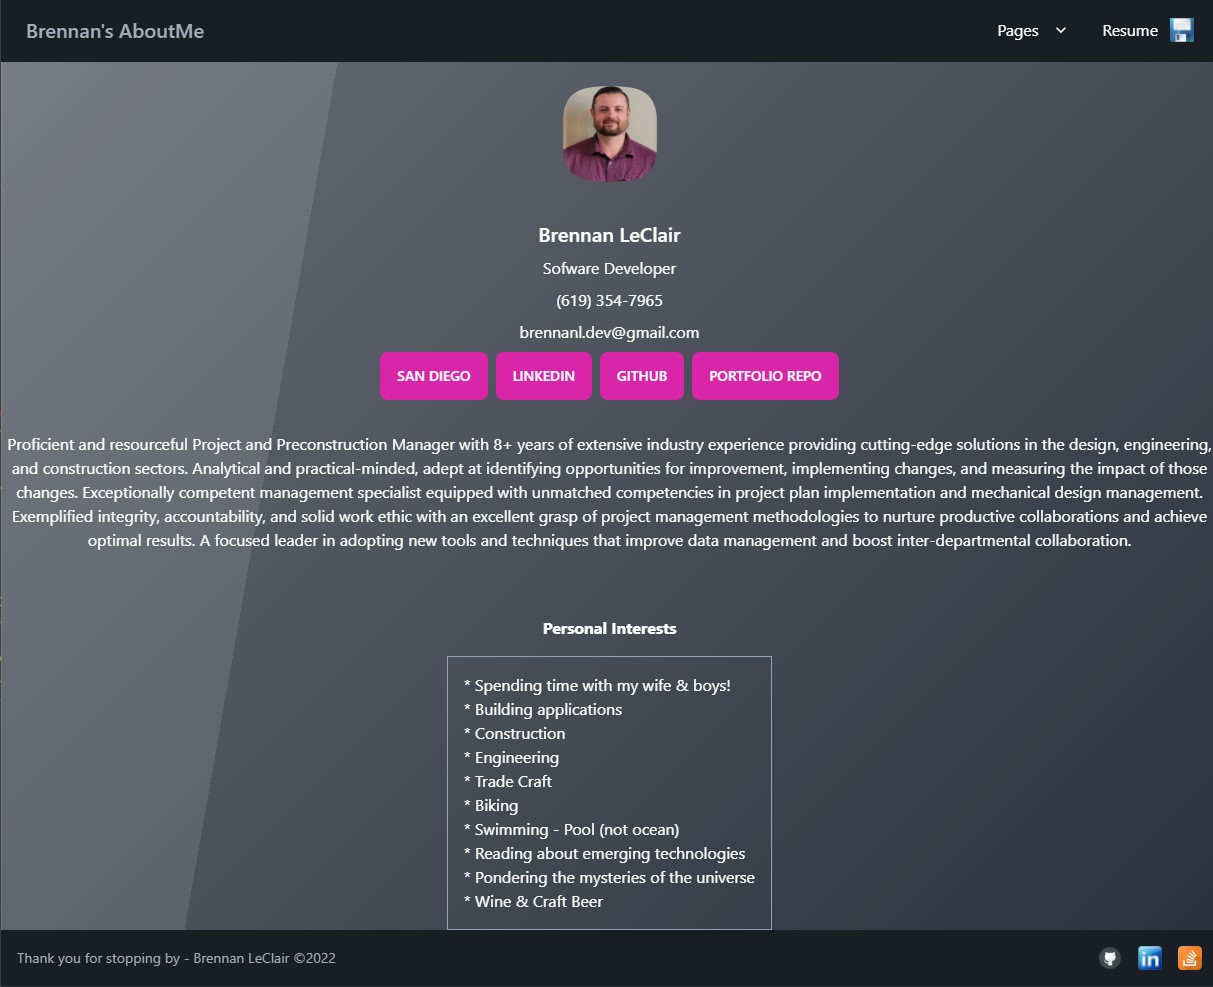 Brennan's AboutMe
Pages
Resume
Brennan LeClair
Sofware Developer
(619) 354-7965
brennanl.dev@gmail.com
SAN DIEGO
LINKEDIN
GITHUB
PORTFOLIO REPO
Proficient and resourceful Project and Preconstruction Manager with 8+ years of extensive industry experience providing cutting-edge solutions in the design, engineering,
and construction sectors. Analytical and practical-minded, adept at identifying opportunities for improvement, implementing changes, and measuring the impact of those
changes. Exceptionally competent management specialist equipped with unmatched competencies in project plan implementation and mechanical design management.
Exemplified integrity, accountability, and solid work ethic with an excellent grasp of project management methodologies to nurture productive collaborations and achieve
optimal results. A focused leader in adopting new tools and techniques that improve data management and boost inter-departmental collaboration.
Personal Interests
* Spending time with my wife & boys!
* Building applications
* Construction
* Engineering
* Trade Craft
* Biking
* Swimming - Pool (not ocean)
* Reading about emerging technologies
* Pondering the mysteries of the universe
* Wine & Craft Beer
Thank you for stopping by - Brennan LeClair ©2022
in